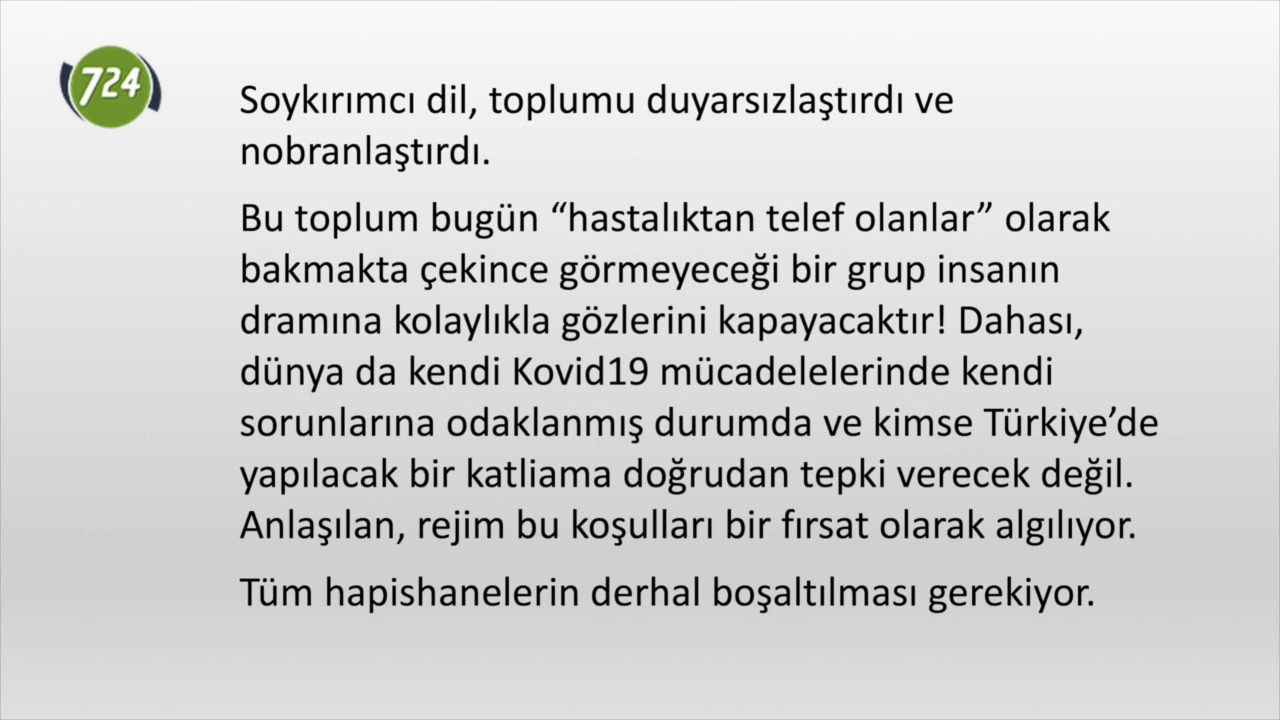 724
Soykırımcı dil, toplumu duyarsızlaştırdı ve
nobranlaştırdı.
Bu toplum bugün “hastalıktan telef olanlar” olarak
bakmakta çekince görmeyeceği bir grup insanın
dramına kolaylıkla gözlerini kapayacaktır! Dahası,
dünya da kendi Kovid19 mücadelelerinde kendi
sorunlarına odaklanmış durumda ve kimse Türkiye’de
yapılacak bir katliama doğrudan tepki verecek değil.
Anlaşılan, rejim bu koşulları bir fırsat olarak algılıyor.
Tüm hapishanelerin derhal boşaltılması gerekiyor.